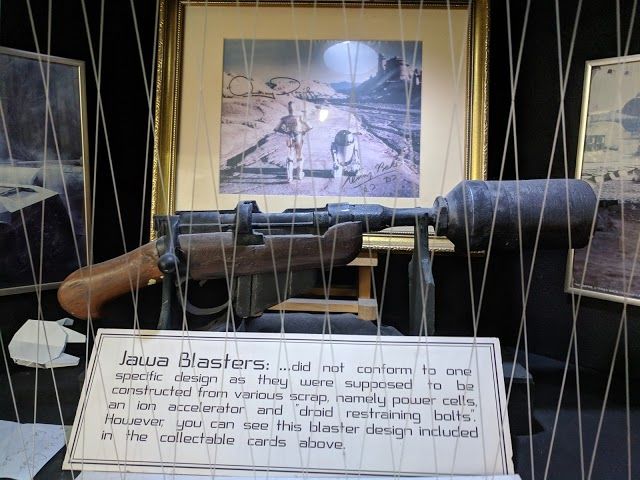 Jawa Blasters: ...did not conform to one
specific design as they were supposed to be
constructed from various scrap, namely power cells,
an ion accelerator and "droid restraining bolts".
However, you can see this blaster design included
in the collectable cards above.